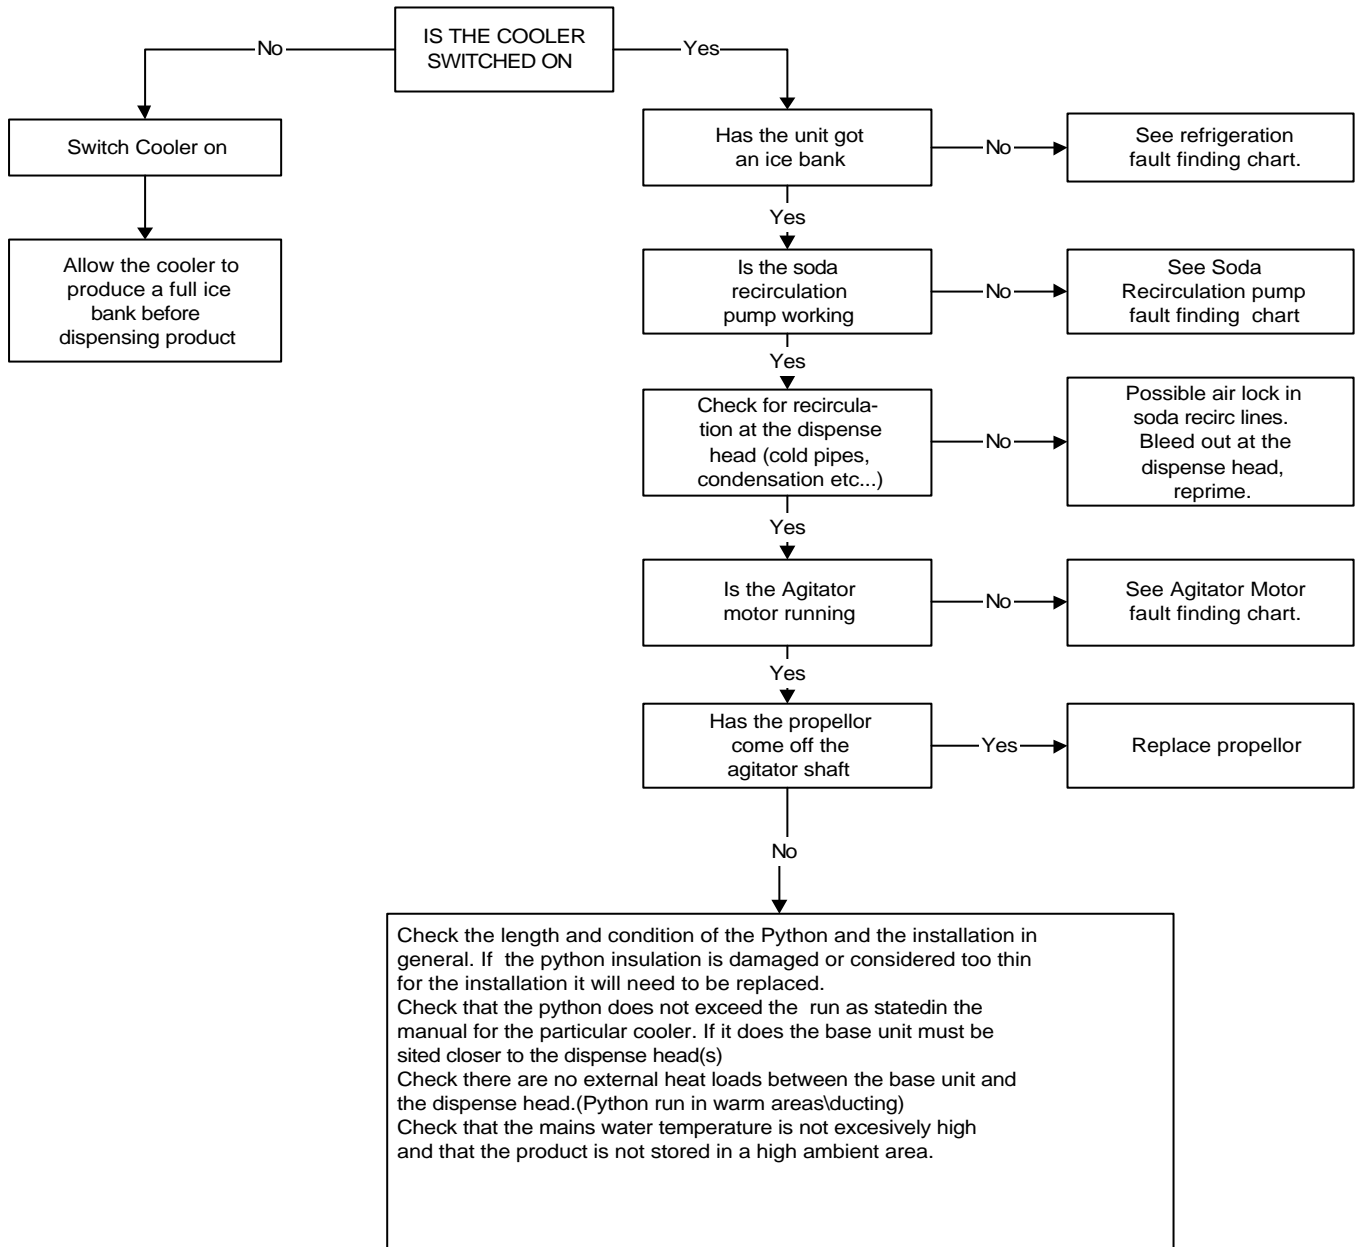 IS THE COOLER
SWITCHED ON
No
Yes
Switch Cooler on
Allow the cooler to
produce a full ice
bank before
dispensing product
Has the unit got
an ice bank
No
See refrigeration
fault finding chart.
Yes
Is the soda
recirculation
pump working
No
See Soda
Recirculation pump
fault finding chart
Yes
Check for recircula-
tion at the dispense
head (cold pipes,
condensation etc...)
No
Possible air lock in
soda recirc lines.
Bleed out at the
dispense head,
reprime.
Yes
Is the Agitator
motor running
No
See Agitator Motor
fault finding chart.
Yes
Has the propellor
come off the
agitator shaft
Yes
Replace propellor
No
Check the length and condition of the Python and the installation in
general. If the python insulation is damaged or considered too thin
for the installation it will need to be replaced.
Check that the python does not exceed the run as statedin the
manual for the particular cooler. If it does the base unit must be
sited closer to the dispense head(s)
Check there are no external heat loads between the base unit and
the dispense head.(Python run in warm areas\ducting)
Check that the mains water temperature is not excesively high
and that the product is not stored in a high ambient area.